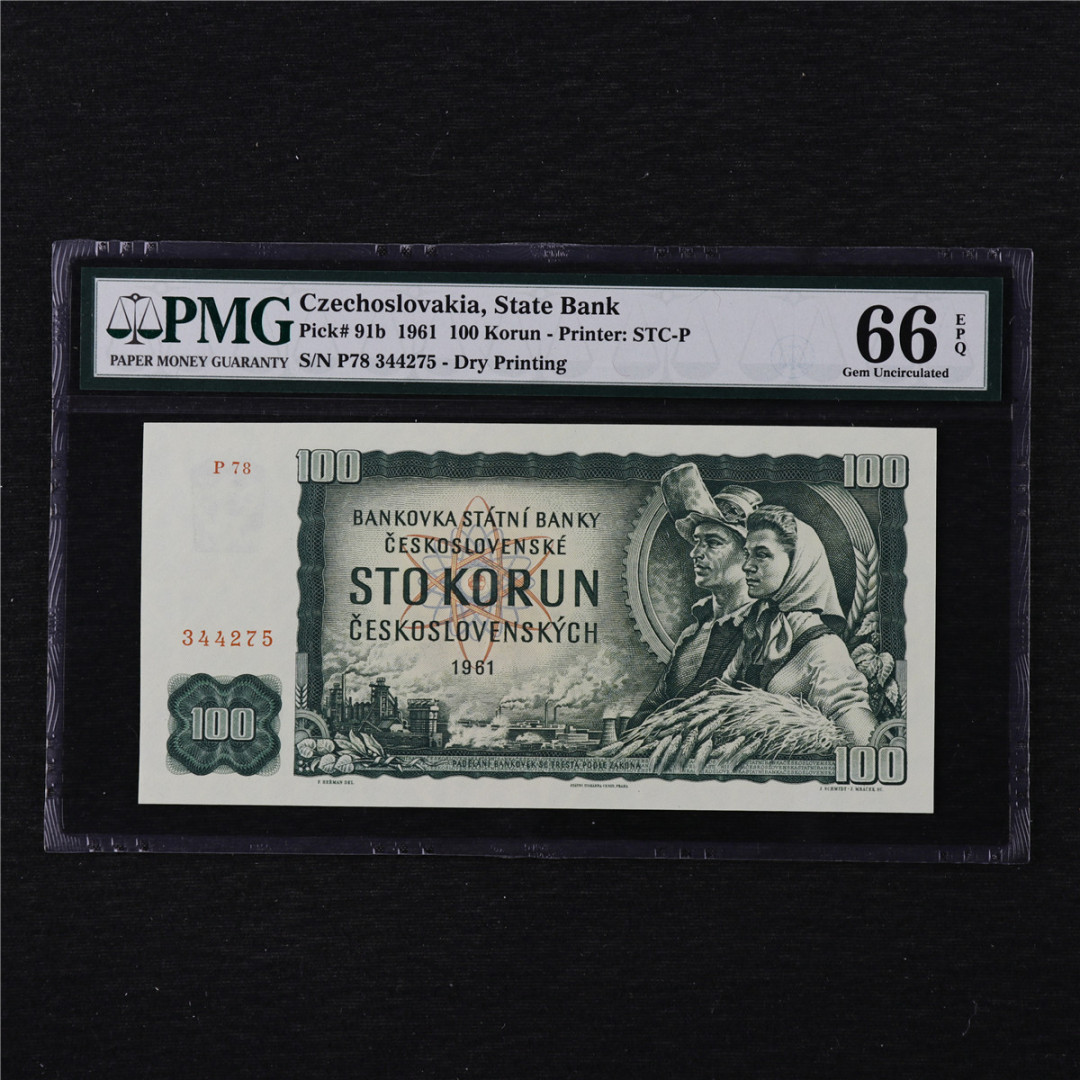 PMG
PAPER MONEY GUARANTY
Czechoslovakia, State Bank
Pick# 91b 1961 100 Korun - Printer: STC-P
S/N P78 344275 - Dry Printing
66
EPQ
Gem Uncirculated
P 78
100
100
BANKOVKA STÁTNÍ BANKY
ČESKOSLOVENSKÉ
STO KORUN
ČESKOSLOVENSKÝCH
1961
344275
100
100
PADĚLÁNÍ BANKOVEK SE TRESTÁ PODLE ZÁKONA